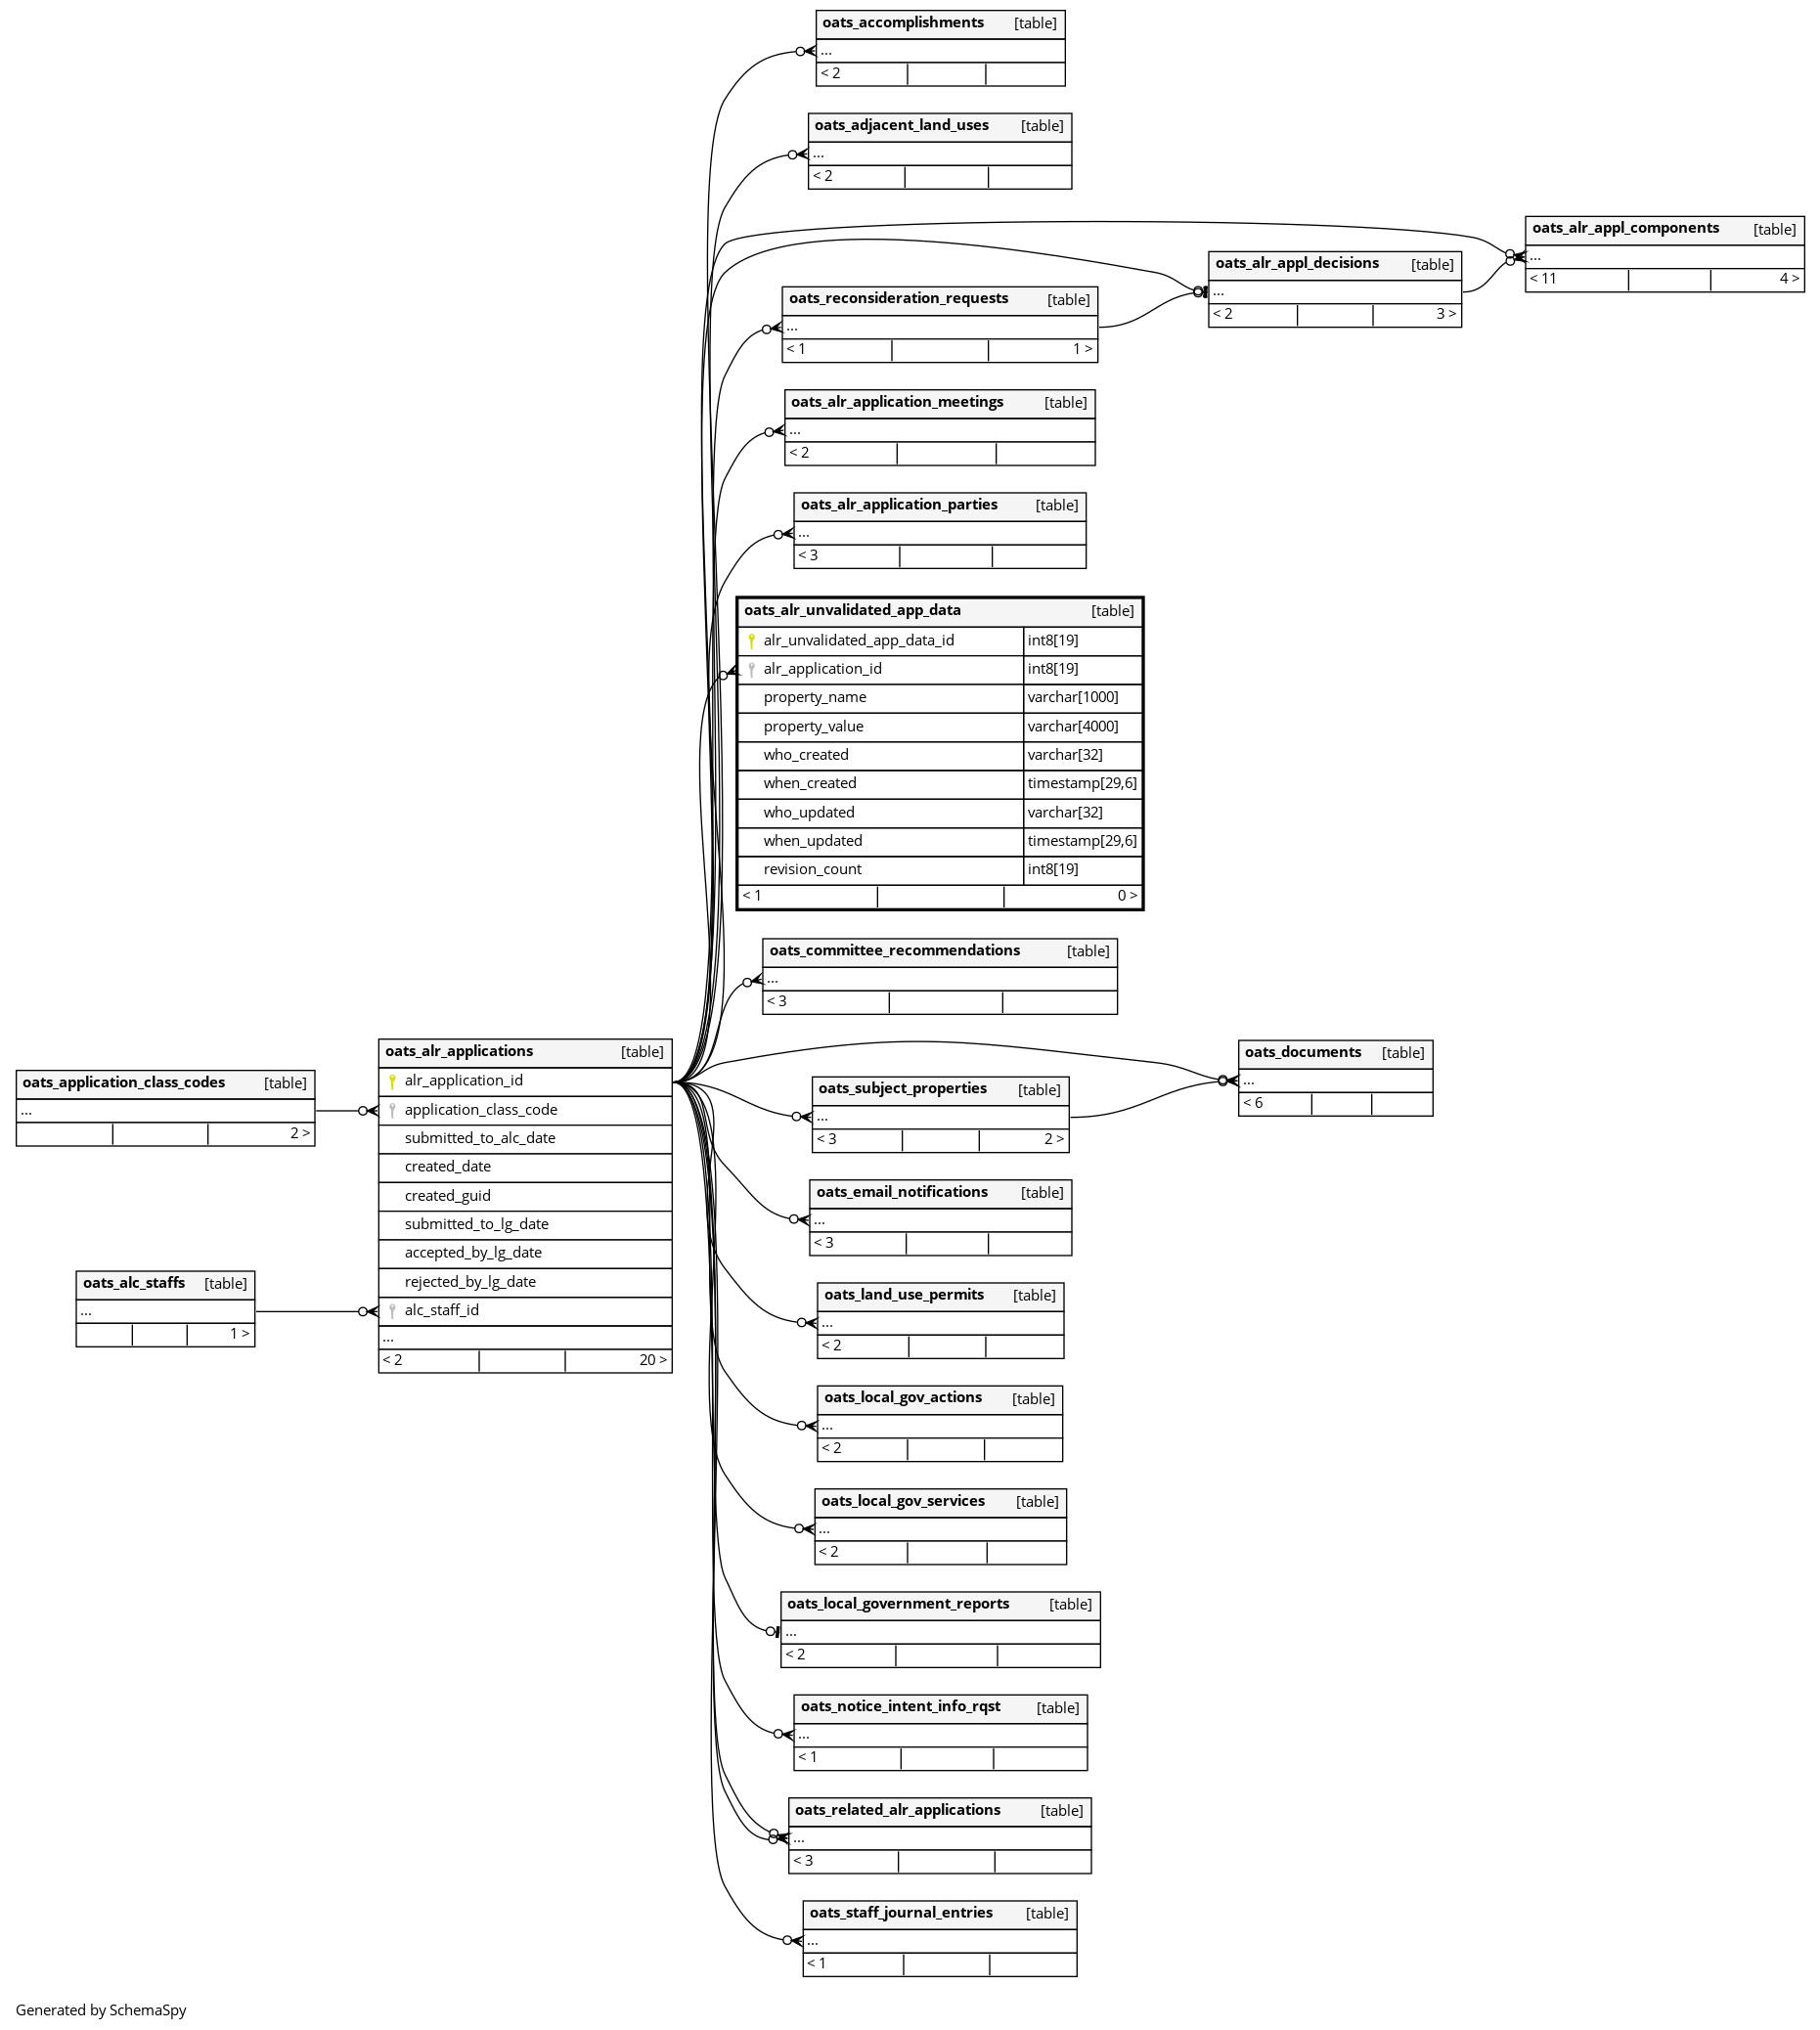 oats_accomplishments [table]
...
< 2
oats_adjacent_land_uses [table]
...
< 2
oats_alr_appl_components [table]
...
< 11 4 >
oats_alr_appl_decisions [table]
...
< 2 3 >
oats_reconsideration_requests [table]
...
< 1 1 >
oats_alr_application_meetings [table]
...
< 2
oats_alr_application_parties [table]
...
< 3
oats_alr_unvalidated_app_data [table]
alr_unvalidated_app_data_id int8[19]
alr_application_id int8[19]
property_name varchar[1000]
property_value varchar[4000]
who_created varchar[32]
when_created timestamp[29,6]
who_updated varchar[32]
when_updated timestamp[29,6]
revision_count int8[19]
< 1 0 >
oats_committee_recommendations [table]
...
< 3
oats_alr_applications [table]
alr_application_id
application_class_code
submitted_to_alc_date
created_date
created_guid
submitted_to_lg_date
accepted_by_lg_date
rejected_by_lg_date
alc_staff_id
...
< 2 20 >
oats_application_class_codes [table]
...
2 >
oats_alc_staffs [table]
...
1 >
oats_documents [table]
...
< 6
oats_subject_properties [table]
...
< 3 2 >
oats_email_notifications [table]
...
< 3
oats_land_use_permits [table]
...
< 2
oats_local_gov_actions [table]
...
< 2
oats_local_gov_services [table]
...
< 2
oats_local_government_reports [table]
...
< 2
oats_notice_intent_info_rqst [table]
...
< 1
oats_related_alr_applications [table]
...
< 3
oats_staff_journal_entries [table]
...
< 1
Generated by SchemaSpy